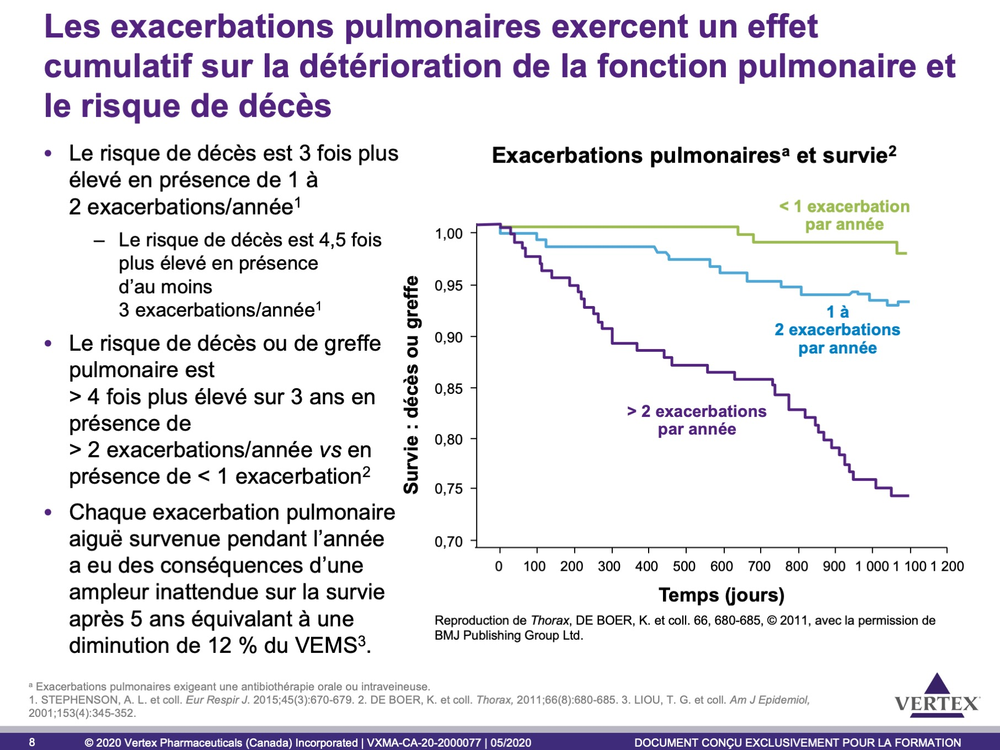 Les exacerbations pulmonaires exercent un effet
cumulatif sur la détérioration de la fonction pulmonaire et
le risque de décès
• Le risque de décès est 3 fois plus
élevé en présence de 1 à
2 exacerbations/année1
– Le risque de décès est 4,5 fois
plus élevé en présence
d’au moins
3 exacerbations/année1
• Le risque de décès ou de greffe
pulmonaire est
> 4 fois plus élevé sur 3 ans en
présence de
> 2 exacerbations/année vs en
présence de < 1 exacerbation2
• Chaque exacerbation pulmonaire
aiguë survenue pendant l’année
a eu des conséquences d’une
ampleur inattendue sur la survie
après 5 ans équivalant à une
diminution de 12 % du VEMS3.
Exacerbations pulmonairesa et survie2
Survie : décès ou greffe
1,00
0,95
0,90
0,85
0,80
0,75
0,70
< 1 exacerbation
par année
1 à
2 exacerbations
par année
> 2 exacerbations
par année
0 100 200 300 400 500 600 700 800 900 1 000 1 100 1 200
Temps (jours)
Reproduction de Thorax, DE BOER, K. et coll. 66, 680-685, © 2011, avec la permission de
BMJ Publishing Group Ltd.
a Exacerbations pulmonaires exigeant une antibiothérapie orale ou intraveineuse.
1. STEPHENSON, A. L. et coll. Eur Respir J. 2015;45(3):670-679. 2. DE BOER, K. et coll. Thorax, 2011;66(8):680-685. 3. LIOU, T. G. et coll. Am J Epidemiol,
2001;153(4):345-352.
VERTEX
8 © 2020 Vertex Pharmaceuticals (Canada) Incorporated | VXMA-CA-20-2000077 | 05/2020 DOCUMENT CONÇU EXCLUSIVEMENT POUR LA FORMATION